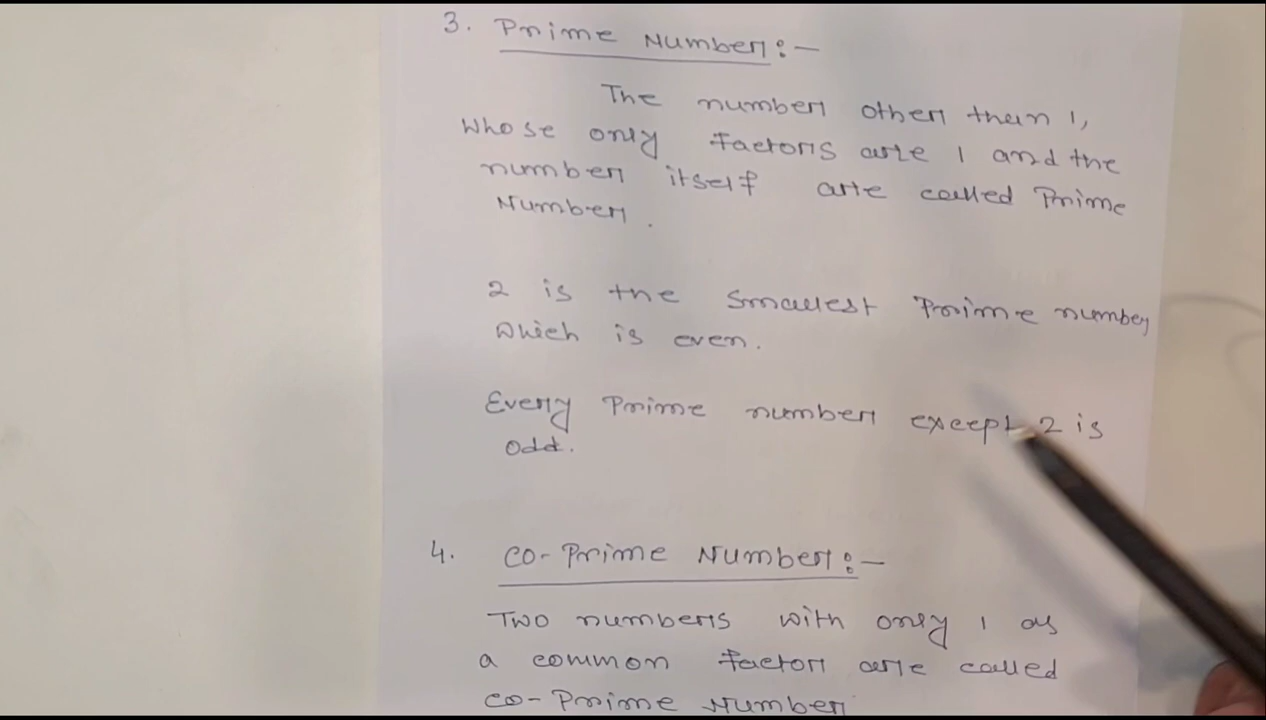 3. Prime Number:-
The number other than 1,
whose only factors are 1 and the
number itself are called Prime
Number.
2 is the smallest Prime number
which is even.
Every Prime number except 2 is
odd.
4. CO-Prime Number:-
Two numbers with only 1 as
a common factor are called
co-Prime Number